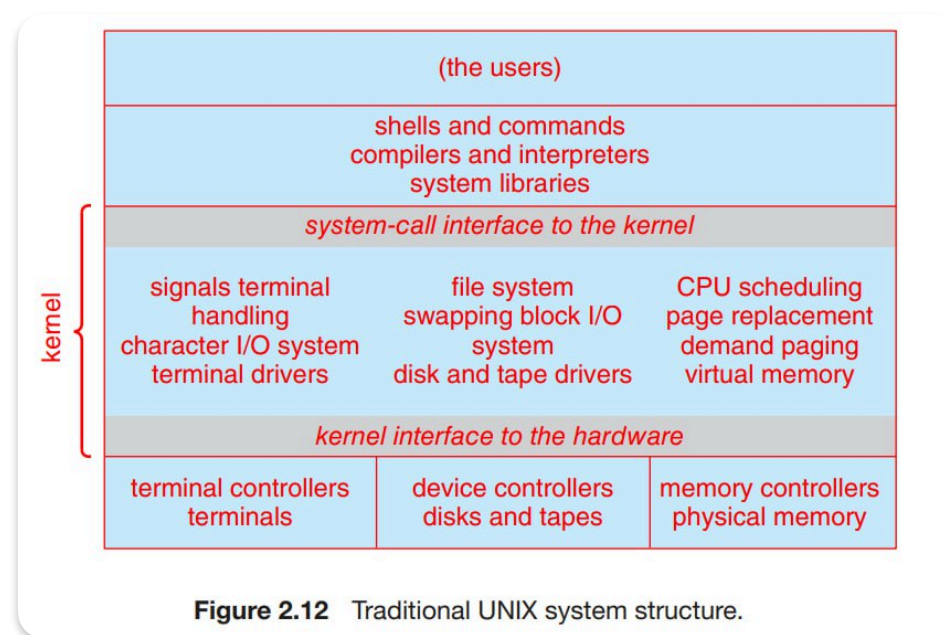 (the users)
shells and commands
compilers and interpreters
system libraries
kernel
system-call interface to the kernel
signals terminal
handling
character I/O system
terminal drivers
file system
swapping block I/O
system
disk and tape drivers
CPU scheduling
page replacement
demand paging
virtual memory
kernel interface to the hardware
terminal controllers
terminals
device controllers
disks and tapes
memory controllers
physical memory
Figure 2.12 Traditional UNIX system structure.